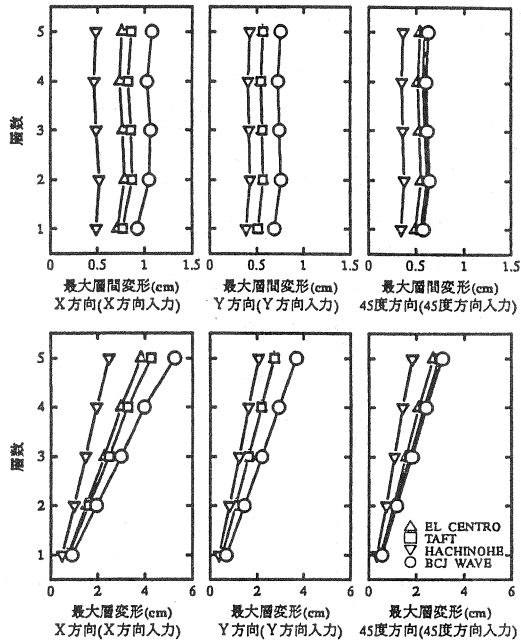 5
4
3
2
1
層数
0 0.5 1 1.5
0 0.5 1 1.5
0 0.5 1 1.5
最大層間変形(cm)
X方向(X方向入力)
最大層間変形(cm)
Y方向(Y方向入力)
最大層間変形(cm)
45度方向(45度方向入力)
5
4
3
2
1
層数
EL CENTRO
TAFT
HACHINOHE
BCJ WAVE
0 2 4 6
0 2 4 6
0 2 4 6
最大層変形(cm)
X方向(X方向入力)
最大層変形(cm)
Y方向(Y方向入力)
最大層変形(cm)
45度方向(45度方向入力)